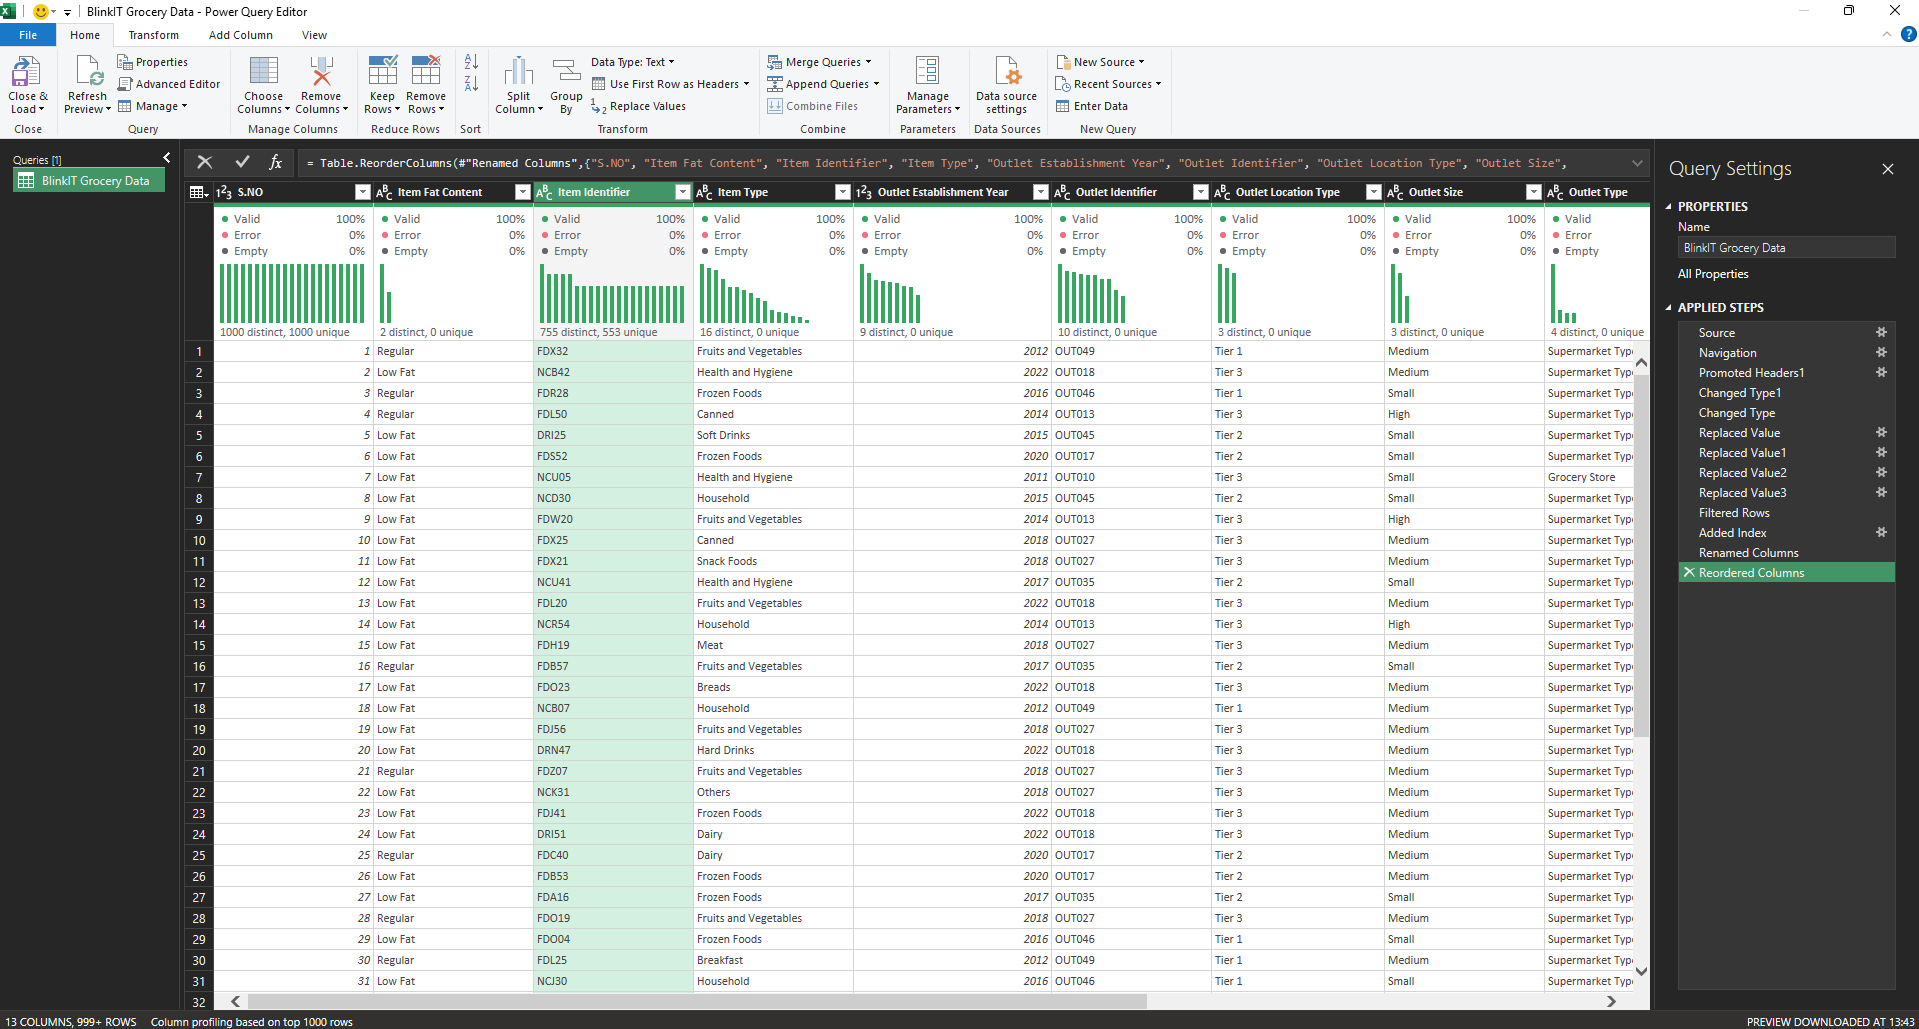 BlinkIT Grocery Data - Power Query Editor
File Home Transform Add Column View
Close & Load
Close
Refresh Preview
Properties
Advanced Editor
Manage
Query
Choose Columns
Remove Columns
Manage Columns
Keep Rows
Remove Rows
Reduce Rows
Sort
Split Column
Group By
Data Type: Text
Use First Row as Headers
Replace Values
Transform
Merge Queries
Append Queries
Combine Files
Combine
Manage Parameters
Parameters
Data source settings
Data Sources
New Source
Recent Sources
Enter Data
New Query
Queries [1]
BlinkIT Grocery Data
fx
= Table.ReorderColumns(#"Renamed Columns",{"S.NO", "Item Fat Content", "Item Identifier", "Item Type", "Outlet Establishment Year", "Outlet Identifier", "Outlet Location Type", "Outlet Size",
S.NO Item Fat Content Item Identifier Item Type Outlet Establishment Year Outlet Identifier Outlet Location Type Outlet Size Outlet Type
Valid 100% Valid 100% Valid 100% Valid 100% Valid 100% Valid 100% Valid 100% Valid 100% Valid
Error 0% Error 0% Error 0% Error 0% Error 0% Error 0% Error 0% Error 0% Error
Empty 0% Empty 0% Empty 0% Empty 0% Empty 0% Empty 0% Empty 0% Empty 0% Empty
1000 distinct, 1000 unique 2 distinct, 0 unique 755 distinct, 553 unique 16 distinct, 0 unique 9 distinct, 0 unique 10 distinct, 0 unique 3 distinct, 0 unique 3 distinct, 0 unique 4 distinct, 0 unique
1 1 Regular FDX32 Fruits and Vegetables 2012 OUT049 Tier 1 Medium Supermarket Typ
2 2 Low Fat NCB42 Health and Hygiene 2022 OUT018 Tier 3 Medium Supermarket Typ
3 3 Regular FDR28 Frozen Foods 2016 OUT046 Tier 1 Small Supermarket Typ
4 4 Regular FDL50 Canned 2014 OUT013 Tier 3 High Supermarket Typ
5 5 Low Fat DRI25 Soft Drinks 2015 OUT045 Tier 2 Small Supermarket Typ
6 6 Low Fat FDS52 Frozen Foods 2020 OUT017 Tier 2 Small Supermarket Typ
7 7 Low Fat NCU05 Health and Hygiene 2011 OUT010 Tier 3 Small Grocery Store
8 8 Low Fat NCD30 Household 2015 OUT045 Tier 2 Small Supermarket Typ
9 9 Low Fat FDW20 Fruits and Vegetables 2014 OUT013 Tier 3 High Supermarket Typ
10 10 Low Fat FDX25 Canned 2018 OUT027 Tier 3 Medium Supermarket Typ
11 11 Low Fat FDX21 Snack Foods 2018 OUT027 Tier 3 Medium Supermarket Typ
12 12 Low Fat NCU41 Health and Hygiene 2017 OUT035 Tier 2 Small Supermarket Typ
13 13 Low Fat FDL20 Fruits and Vegetables 2022 OUT018 Tier 3 Medium Supermarket Typ
14 14 Low Fat NCR54 Household 2014 OUT013 Tier 3 High Supermarket Typ
15 15 Low Fat FDH19 Meat 2018 OUT027 Tier 3 Medium Supermarket Typ
16 16 Regular FDB57 Fruits and Vegetables 2017 OUT035 Tier 2 Small Supermarket Typ
17 17 Low Fat FDO23 Breads 2022 OUT018 Tier 3 Medium Supermarket Typ
18 18 Low Fat NCB07 Household 2012 OUT049 Tier 1 Medium Supermarket Typ
19 19 Low Fat FDJ56 Fruits and Vegetables 2018 OUT027 Tier 3 Medium Supermarket Typ
20 20 Low Fat DRN47 Hard Drinks 2022 OUT018 Tier 3 Medium Supermarket Typ
21 21 Regular FDZ07 Fruits and Vegetables 2018 OUT027 Tier 3 Medium Supermarket Typ
22 22 Low Fat NCK31 Others 2018 OUT027 Tier 3 Medium Supermarket Typ
23 23 Low Fat FDJ41 Frozen Foods 2022 OUT018 Tier 3 Medium Supermarket Typ
24 24 Low Fat DRI51 Dairy 2022 OUT018 Tier 3 Medium Supermarket Typ
25 25 Regular FDC40 Dairy 2020 OUT017 Tier 2 Medium Supermarket Typ
26 26 Low Fat FDB53 Frozen Foods 2020 OUT017 Tier 2 Medium Supermarket Typ
27 27 Low Fat FDA16 Frozen Foods 2017 OUT035 Tier 2 Small Supermarket Typ
28 28 Regular FDO19 Fruits and Vegetables 2018 OUT027 Tier 3 Medium Supermarket Typ
29 29 Low Fat FDO04 Frozen Foods 2016 OUT046 Tier 1 Small Supermarket Typ
30 30 Regular FDL25 Breakfast 2012 OUT049 Tier 1 Medium Supermarket Typ
31 31 Low Fat NCJ30 Household 2016 OUT046 Tier 1 Small Supermarket Typ
32
Query Settings
PROPERTIES
Name
BlinkIT Grocery Data
All Properties
APPLIED STEPS
Source
Navigation
Promoted Headers1
Changed Type1
Changed Type
Replaced Value
Replaced Value1
Replaced Value2
Replaced Value3
Filtered Rows
Added Index
Renamed Columns
Reordered Columns
13 COLUMNS, 999+ ROWS Column profiling based on top 1000 rows
PREVIEW DOWNLOADED AT 13:43